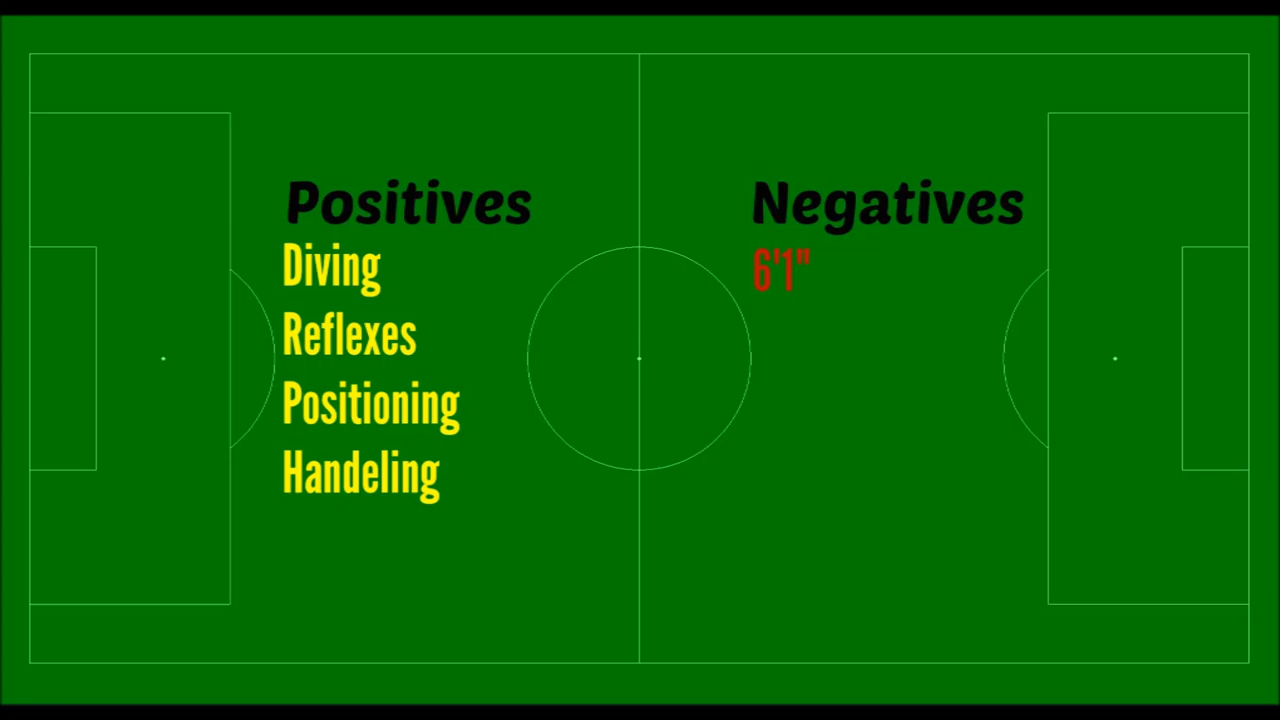 Positives
Diving
Reflexes
Positioning
Handeling
Negatives
6'1"